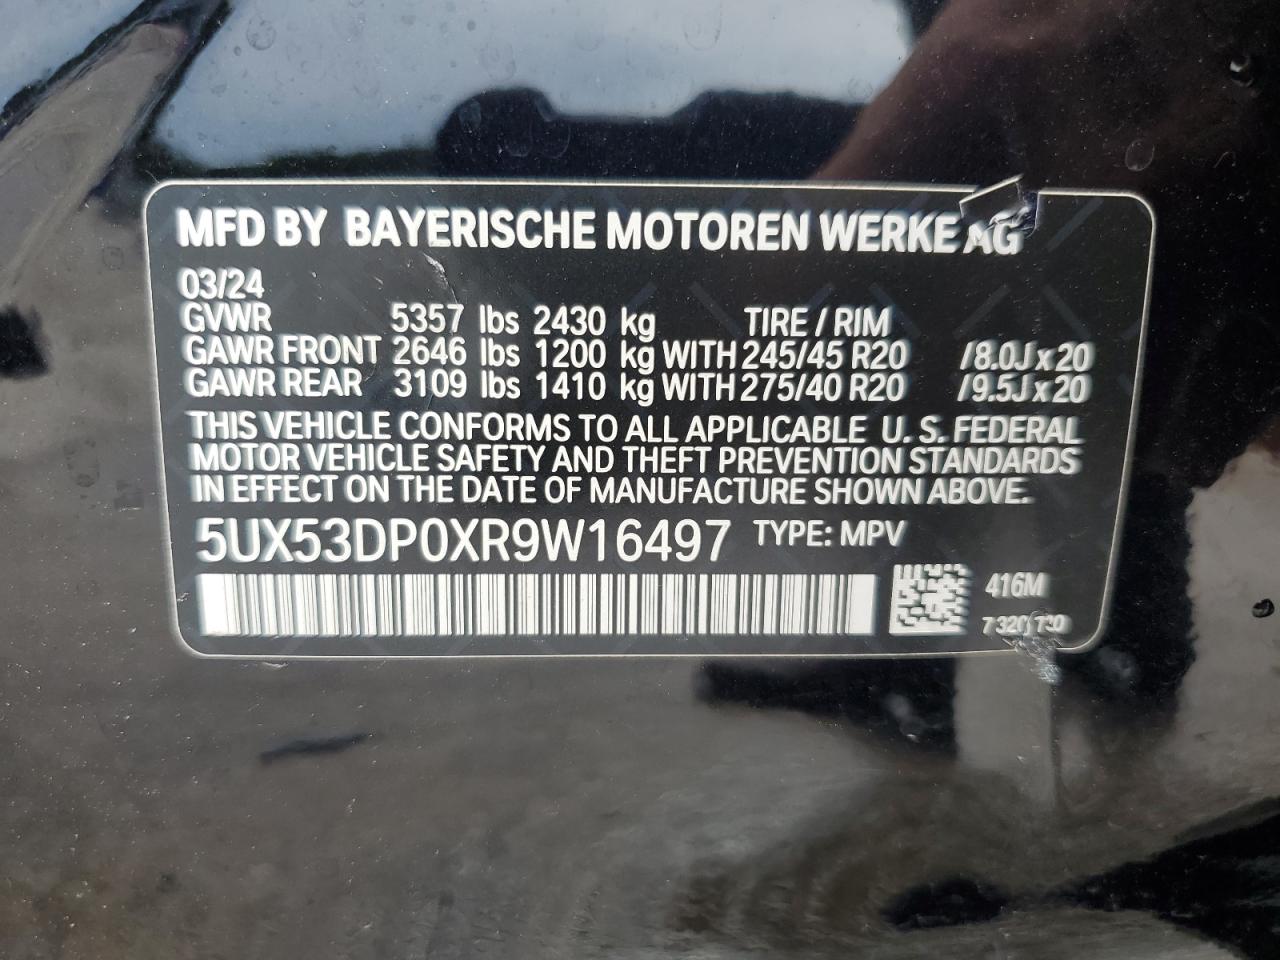 MFD BY BAYERISCHE MOTOREN WERKE AG
03/24
GVWR 5357 lbs 2430 kg TIRE / RIM
GAWR FRONT 2646 lbs 1200 kg WITH 245/45 R20 /8.0J x 20
GAWR REAR 3109 lbs 1410 kg WITH 275/40 R20 /9.5J x 20
THIS VEHICLE CONFORMS TO ALL APPLICABLE U. S. FEDERAL
MOTOR VEHICLE SAFETY AND THEFT PREVENTION STANDARDS
IN EFFECT ON THE DATE OF MANUFACTURE SHOWN ABOVE.
5UX53DP0XR9W16497 TYPE: MPV
416M